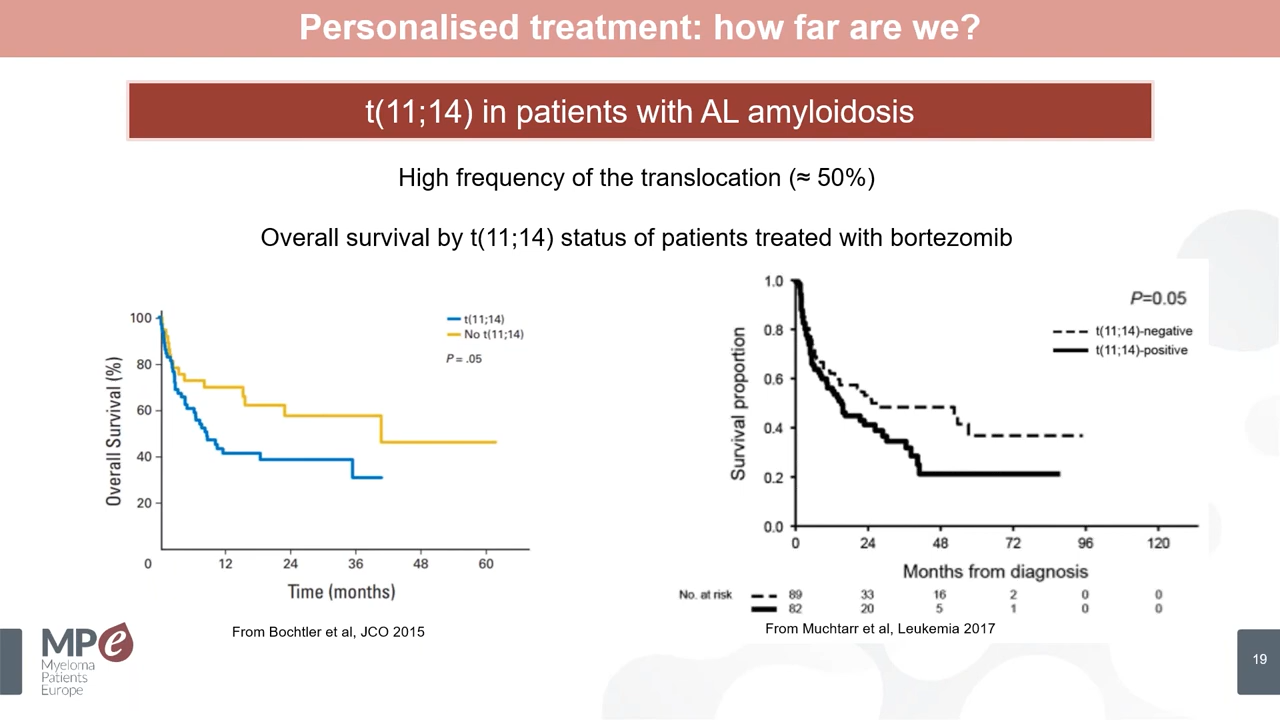 Personalised treatment: how far are we?
t(11;14) in patients with AL amyloidosis
High frequency of the translocation (≈ 50%)
Overall survival by t(11;14) status of patients treated with bortezomib
100
80
60
40
20
0
12
24
36
48
60
Overall Survival (%)
Time (months)
t(11;14)
No t(11;14)
P = .05
From Bochtler et al, JCO 2015
1.0
0.8
0.6
0.4
0.2
0.0
0
24
48
72
96
120
Survival proportion
Months from diagnosis
P=0.05
t(11;14)-negative
t(11;14)-positive
No. at risk
89 33 16 2 0 0
82 20 5 1 0 0
From Muchtarr et al, Leukemia 2017
MPe
Myeloma
Patients
Europe
19